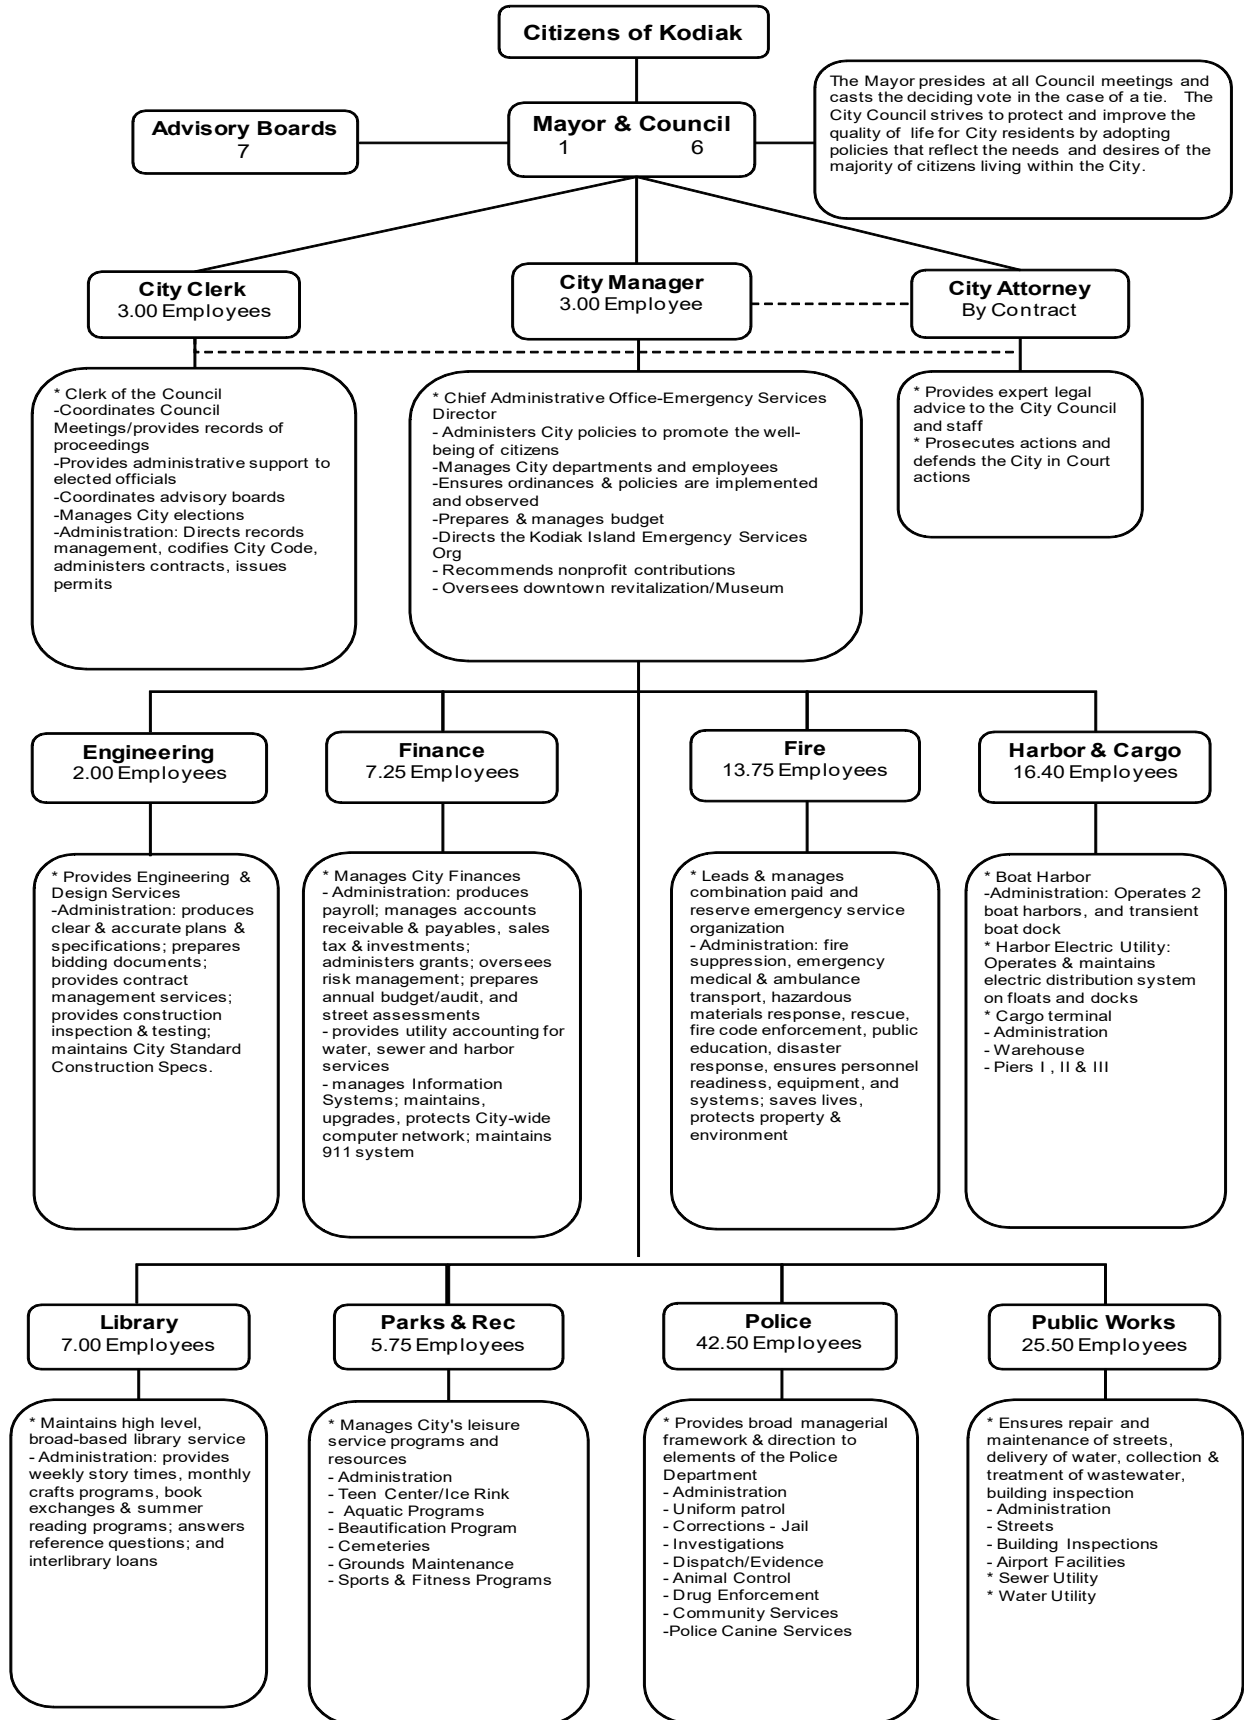 Citizens of Kodiak
Advisory Boards
7
Mayor & Council
1 6
The Mayor presides at all Council meetings and
casts the deciding vote in the case of a tie. The
City Council strives to protect and improve the
quality of life for City residents by adopting
policies that reflect the needs and desires of the
majority of citizens living within the City.
City Clerk
3.00 Employees
City Manager
3.00 Employee
City Attorney
By Contract
* Clerk of the Council
-Coordinates Council
Meetings/provides records of
proceedings
-Provides administrative support to
elected officials
-Coordinates advisory boards
-Manages City elections
-Administration: Directs records
management, codifies City Code,
administers contracts, issues
permits
* Chief Administrative Office-Emergency Services
Director
- Administers City policies to promote the well-
being of citizens
-Manages City departments and employees
-Ensures ordinances & policies are implemented
and observed
-Prepares & manages budget
-Directs the Kodiak Island Emergency Services
Org
- Recommends nonprofit contributions
- Oversees downtown revitalization/Museum
* Provides expert legal
advice to the City Council
and staff
* Prosecutes actions and
defends the City in Court
actions
Engineering
2.00 Employees
Finance
7.25 Employees
Fire
13.75 Employees
Harbor & Cargo
16.40 Employees
* Provides Engineering &
Design Services
-Administration: produces
clear & accurate plans &
specifications; prepares
bidding documents;
provides contract
management services;
provides construction
inspection & testing;
maintains City Standard
Construction Specs.
* Manages City Finances
- Administration: produces
payroll; manages accounts
receivable & payables, sales
tax & investments;
administers grants; oversees
risk management; prepares
annual budget/audit, and
street assessments
- provides utility accounting for
water, sewer and harbor
services
- manages Information
Systems; maintains,
upgrades, protects City-wide
computer network; maintains
911 system
* Leads & manages
combination paid and
reserve emergency service
organization
- Administration: fire
suppression, emergency
medical & ambulance
transport, hazardous
materials response, rescue,
fire code enforcement, public
education, disaster
response, ensures personnel
readiness, equipment, and
systems; saves lives,
protects property &
environment
* Boat Harbor
-Administration: Operates 2
boat harbors, and transient
boat dock
* Harbor Electric Utility:
Operates & maintains
electric distribution system
on floats and docks
* Cargo terminal
- Administration
- Warehouse
- Piers I , II & III
Library
7.00 Employees
Parks & Rec
5.75 Employees
Police
42.50 Employees
Public Works
25.50 Employees
* Maintains high level,
broad-based library service
- Administration: provides
weekly story times, monthly
crafts programs, book
exchanges & summer
reading programs; answers
reference questions; and
interlibrary loans
* Manages City's leisure
service programs and
resources
- Administration
- Teen Center/Ice Rink
- Aquatic Programs
- Beautification Program
- Cemeteries
- Grounds Maintenance
- Sports & Fitness Programs
* Provides broad managerial
framework & direction to
elements of the Police
Department
- Administration
- Uniform patrol
- Corrections - Jail
- Investigations
- Dispatch/Evidence
- Animal Control
- Drug Enforcement
- Community Services
-Police Canine Services
* Ensures repair and
maintenance of streets,
delivery of water, collection &
treatment of wastewater,
building inspection
- Administration
- Streets
- Building Inspections
- Airport Facilities
* Sewer Utility
* Water Utility